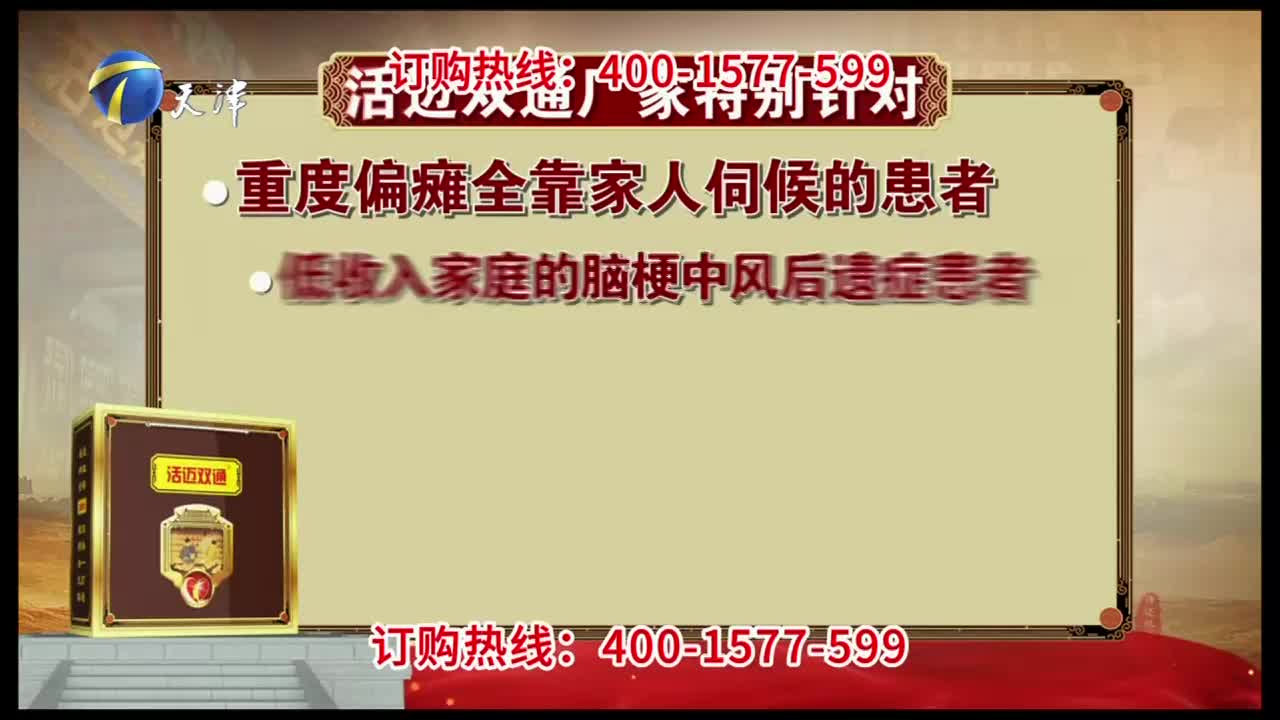 订购热线：400-1577-599
天津
活迈双通厂家特别针对
重度偏瘫全靠家人伺候的患者
低收入家庭的脑梗中风后遗症患者
活迈双通
订购热线：400-1577-599